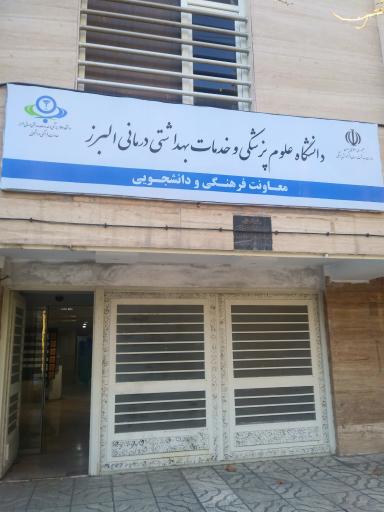 دانشگاه علوم پزشکی و خدمات بهداشتی درمانی البرز
معاونت فرهنگی و دانشجویی